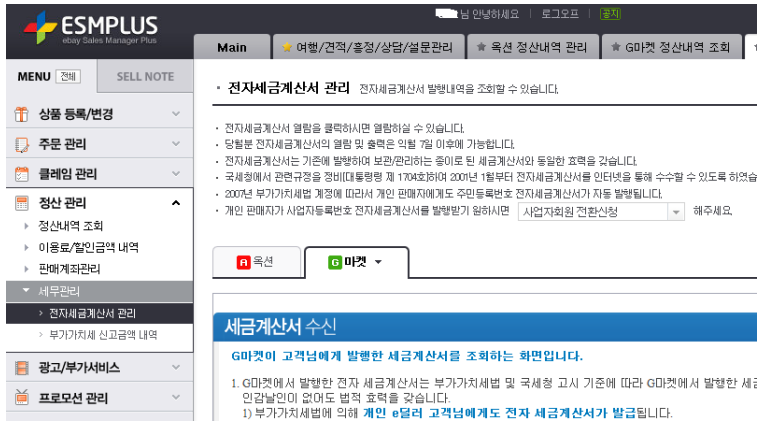 ESMPLUS
ebay Sales Manager Plus
님 안녕하세요 | 로그오프 | 공지
Main
여행/견적/흥정/상담/설문관리
옥션 정산내역 관리
G마켓 정산내역 조회
MENU 전체
SELL NOTE
상품 등록/변경
주문 관리
클레임 관리
정산 관리
정산내역 조회
이용료/할인금액 내역
판매계좌관리
세무관리
전자세금계산서 관리
부가가치세 신고금액 내역
광고/부가서비스
프로모션 관리
전자세금계산서 관리 전자세금계산서 발행내역을 조회할 수 있습니다.
· 전자세금계산서 열람을 클릭하시면 열람하실 수 있습니다.
· 당월분 전자세금계산서의 열람 및 출력은 익월 7일 이후에 가능합니다.
· 전자세금계산서는 기존에 발행하여 보관/관리하는 종이로 된 세금계산서와 동일한 효력을 갖습니다.
· 국세청에서 관련규정을 정비[대통령령 제 1704호]하여 2001년 1월부터 전자세금계산서를 인터넷을 통해 수수할 수 있도록 하였습
· 2007년 부가가치세법 계정에 따라서 개인 판매자에게도 주민등록번호 전자세금계산서가 자동 발행됩니다.
· 개인 판매자가 사업자등록번호 전자세금계산서를 발행받기 원하시면 사업자회원 전환신청 해주세요.
A 옥션
G 마켓
세금계산서 수신
G마켓이 고객님에게 발행한 세금계산서를 조회하는 화면입니다.
1. G마켓에서 발행한 전자 세금계산서는 부가가치세법 및 국세청 고시 기준에 따라 G마켓에서 발행한 세금
인감날인이 없어도 법적 효력을 갖습니다.
1) 부가가치세법에 의해 개인 e딜러 고객님에게도 전자 세금계산서가 발급됩니다.